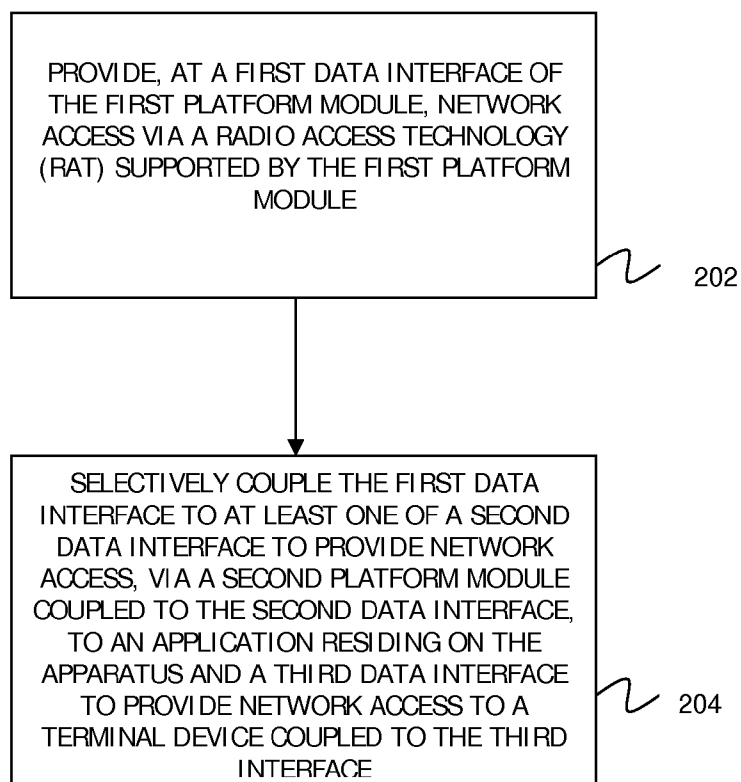 PROVIDE, AT A FIRST DATA INTERFACE OF
THE FIRST PLATFORM MODULE, NETWORK
ACCESS VIA A RADIO ACCESS TECHNOLOGY
(RAT) SUPPORTED BY THE FIRST PLATFORM
MODULE
202
SELECTIVELY COUPLE THE FIRST DATA
INTERFACE TO AT LEAST ONE OF A SECOND
DATA INTERFACE TO PROVIDE NETWORK
ACCESS, VIA A SECOND PLATFORM MODULE
COUPLED TO THE SECOND DATA INTERFACE,
TO AN APPLICATION RESIDING ON THE
APPARATUS AND A THIRD DATA INTERFACE
TO PROVIDE NETWORK ACCESS TO A
TERMINAL DEVICE COUPLED TO THE THIRD
INTERFACE
204